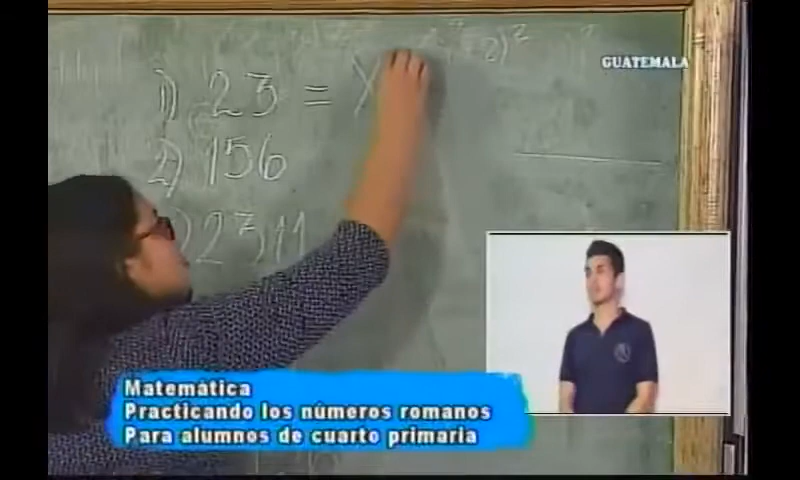 GUATEMALA
1) 23 = X
2) 156
) 2311
Matemática
Practicando los números romanos
Para alumnos de cuarto primaria